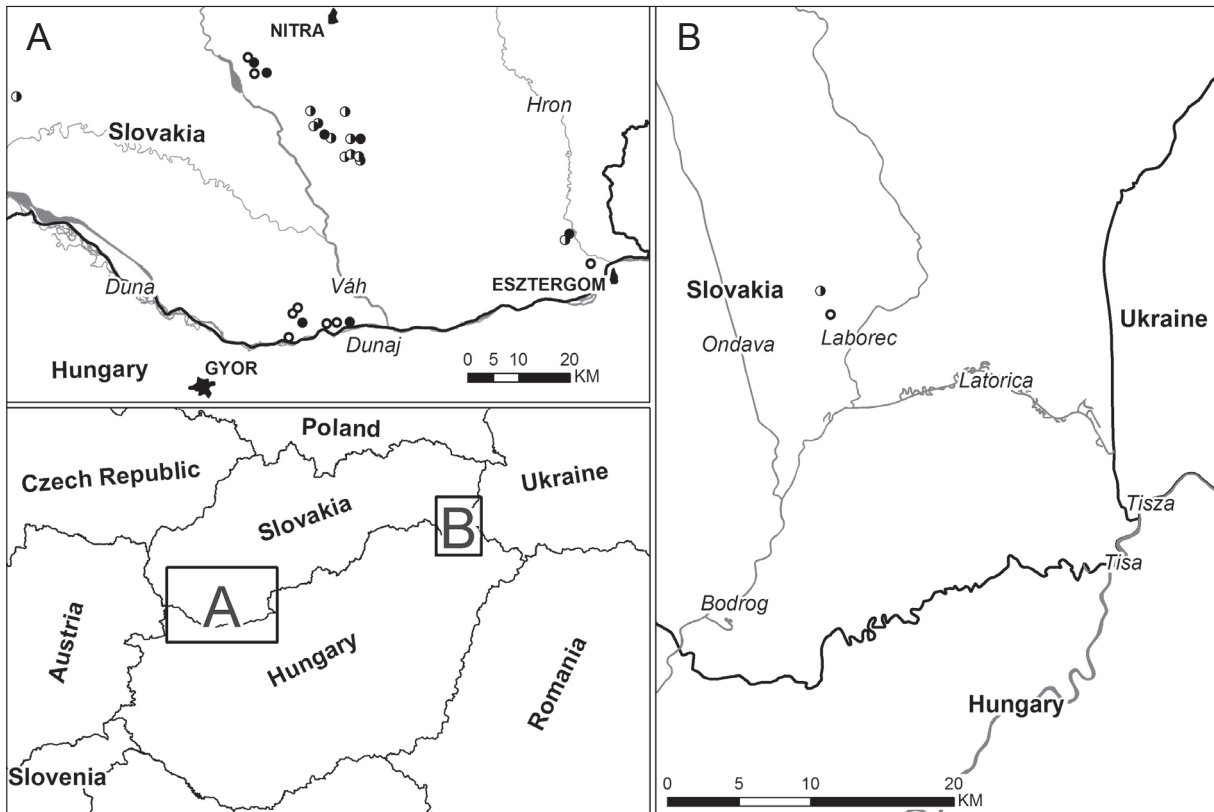 A
NITRA
Hron
Slovakia
Duna
Váh
ESZTERGOM
Dunaj
Hungary
GYOR
0 5 10 20
KM
Poland
Czech Republic
Ukraine
Slovakia
B
A
Austria
Hungary
Romania
Slovenia
B
Slovakia
Ukraine
Ondava
Laborec
Latorica
Tisza
Tisa
Bodrog
Hungary
0 5 10 20
KM